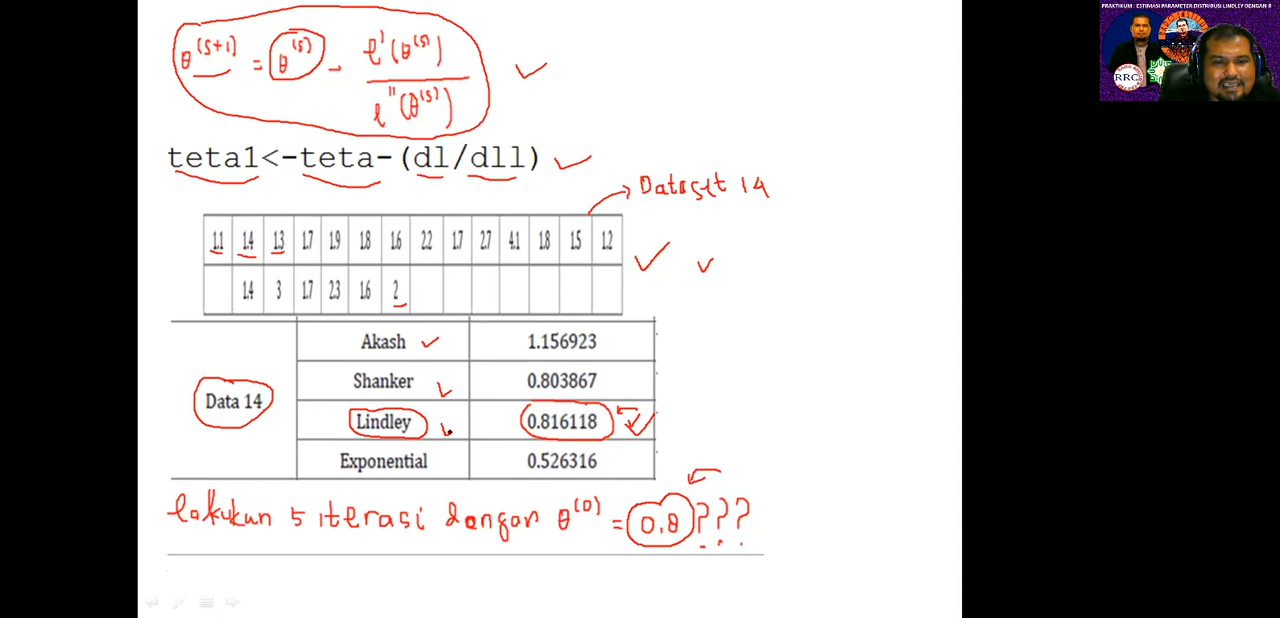 PRAKTIKUM : ESTIMASI PARAMETER DISTRIBUSI LINDLEY DENGAN R
RRC
θ^(s+1) = θ^(s) - l'(θ^(s)) / l''(θ^(s))
teta1<-teta-(dl/dll)
Dataset 14
1.1 1.4 1.3 1.7 1.9 1.8 1.6 2.2 1.7 2.7 4.1 1.8 1.5 1.2
1.4 3 1.7 2.3 1.6 2
Akash 1.156923
Shanker 0.803867
Data 14
Lindley 0.816118
Exponential 0.526316
lakukan 5 iterasi dengan θ^(0) = 0.8???